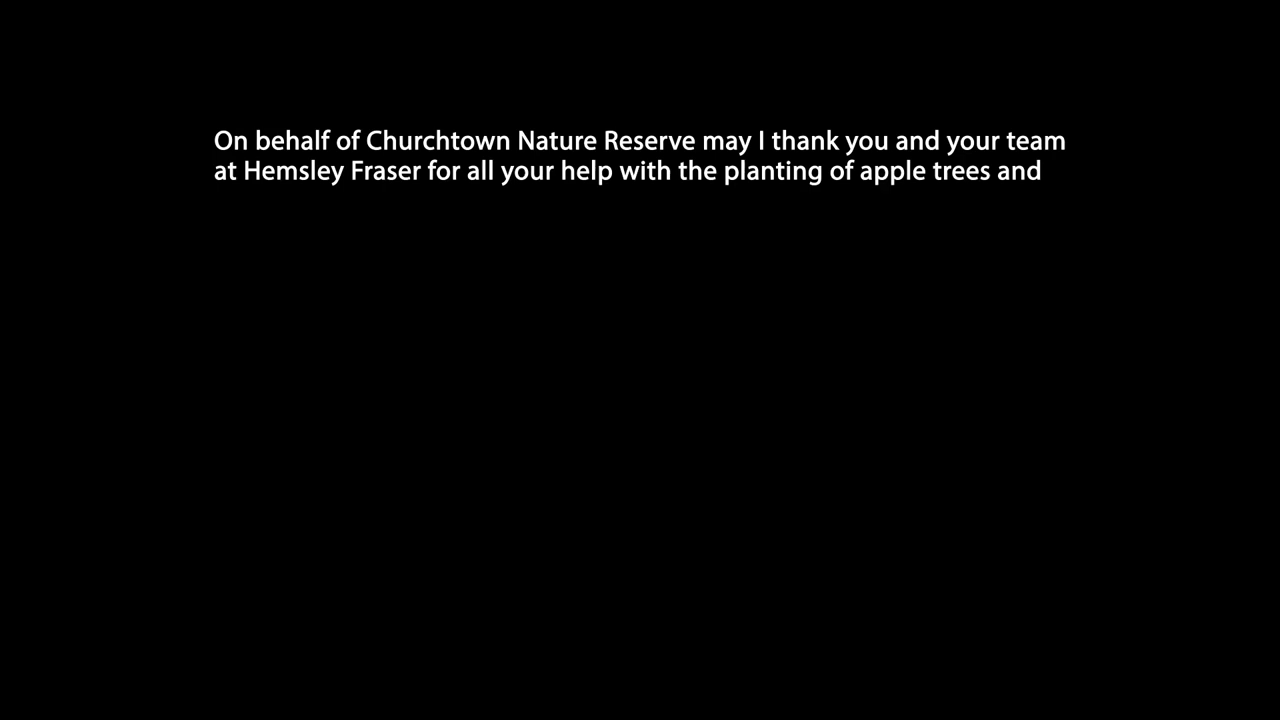 On behalf of Churchtown Nature Reserve may I thank you and your team
at Hemsley Fraser for all your help with the planting of apple trees and